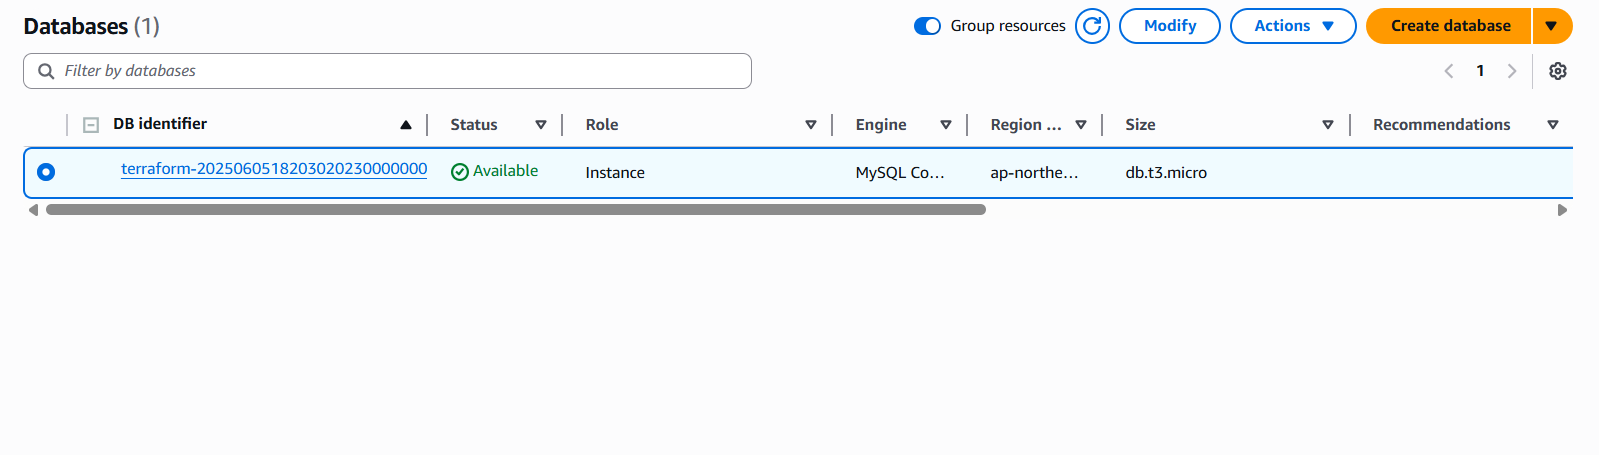 Databases (1)
Group resources
Modify
Actions
Create database
Filter by databases
1
DB identifier Status Role Engine Region ... Size Recommendations
terraform-2025060518203020230000000 Available Instance MySQL Co... ap-northe... db.t3.micro